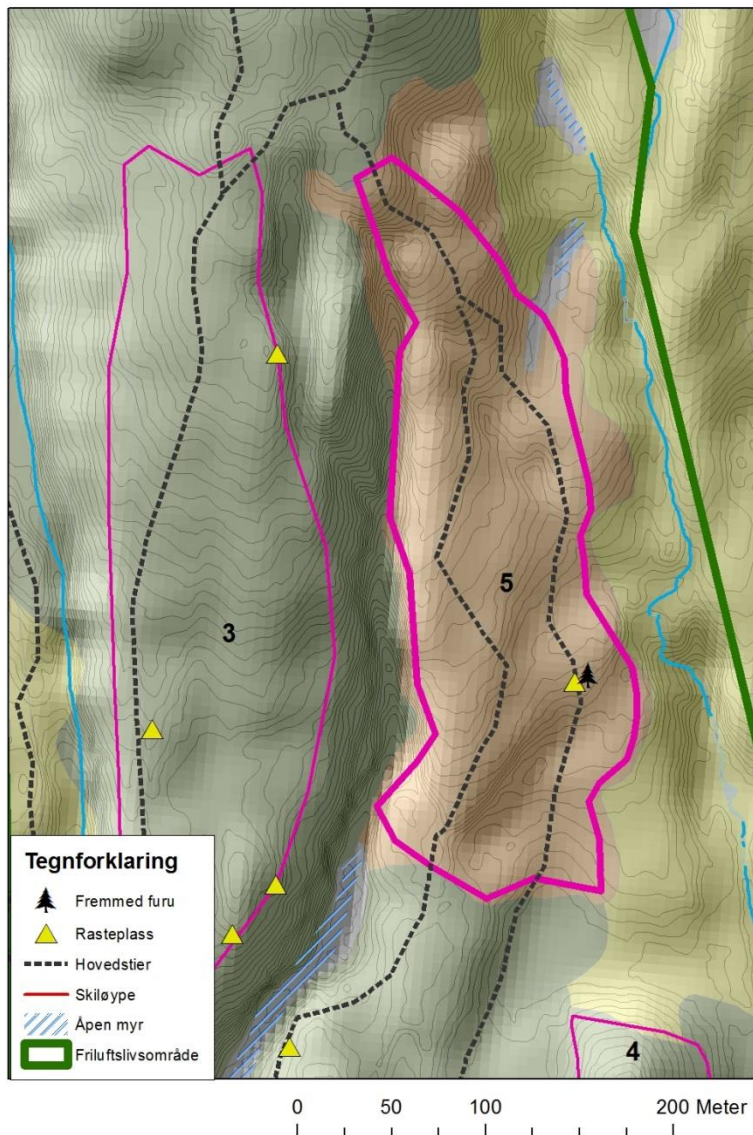 3
5
4
Tegnforklaring
Fremmed furu
Rasteplass
Hovedstier
Skiløype
Åpen myr
Friluftslivsområde
0 50 100 200 Meter